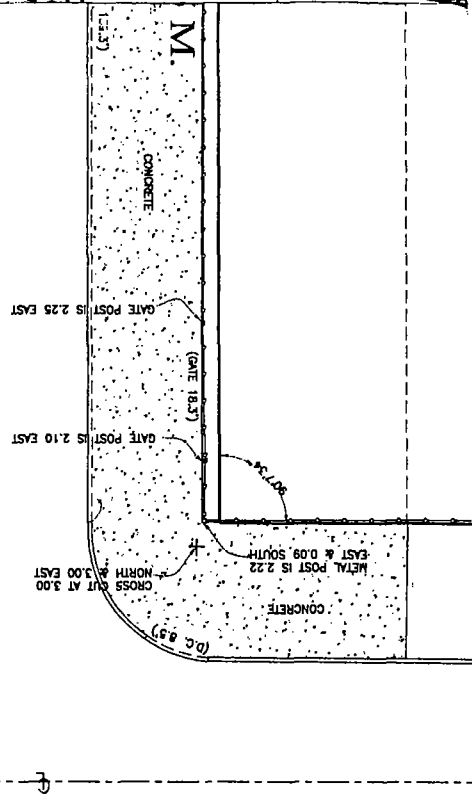 M.
CONCRETE
GATE POST IS 2.25 EAST
(GATE 18.3')
GATE POST IS 2.10 EAST
90°7'34"
METAL POST IS 2.22
EAST & 0.09 SOUTH
CROSS CUT AT 3.00
NORTH & 3.00 EAST
CONCRETE
(D.C. 8.5')